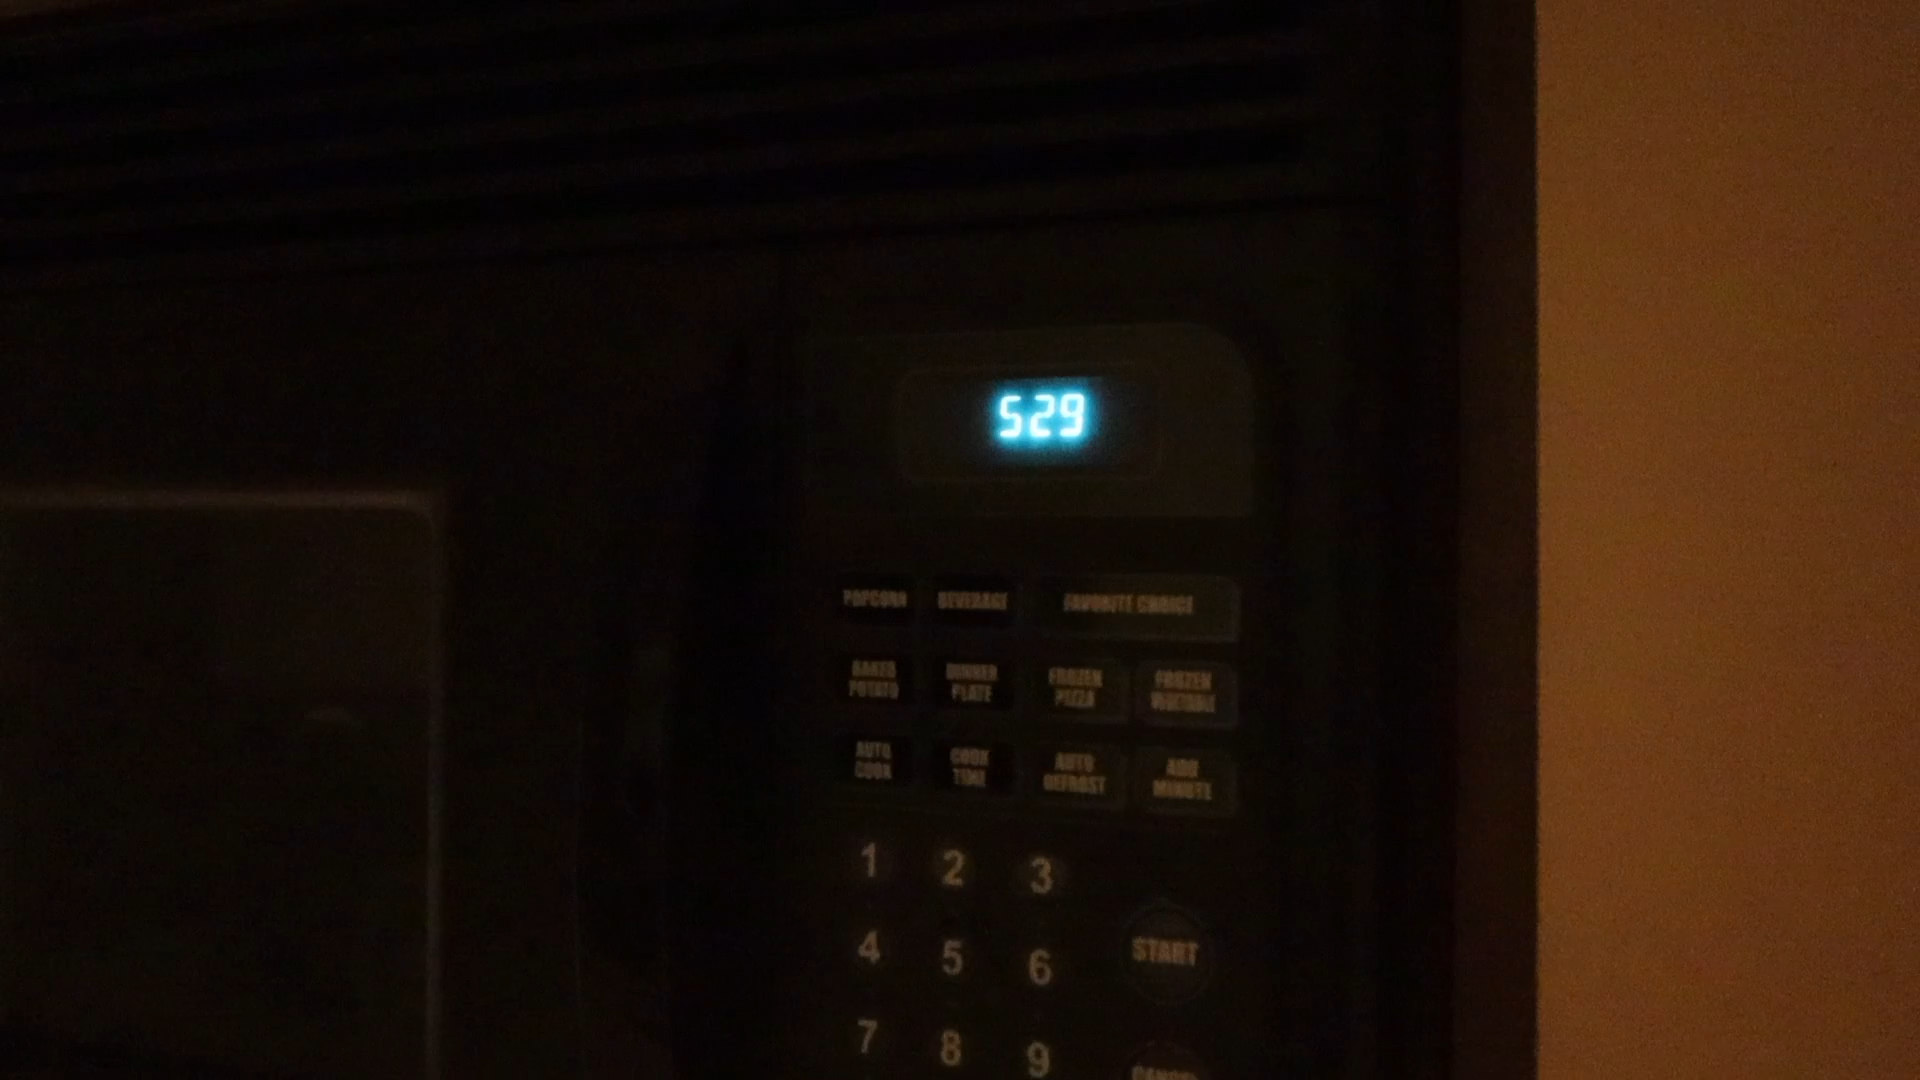 529
POPCORN BEVERAGE FAVORITE CHOICE
BAKED DINNER FROZEN FROZEN
POTATO PLATE PIZZA VEGETABLE
AUTO COOK AUTO ADD
COOK TIME DEFROST MINUTE
1 2 3
4 5 6
START
7 8 9
CANCEL